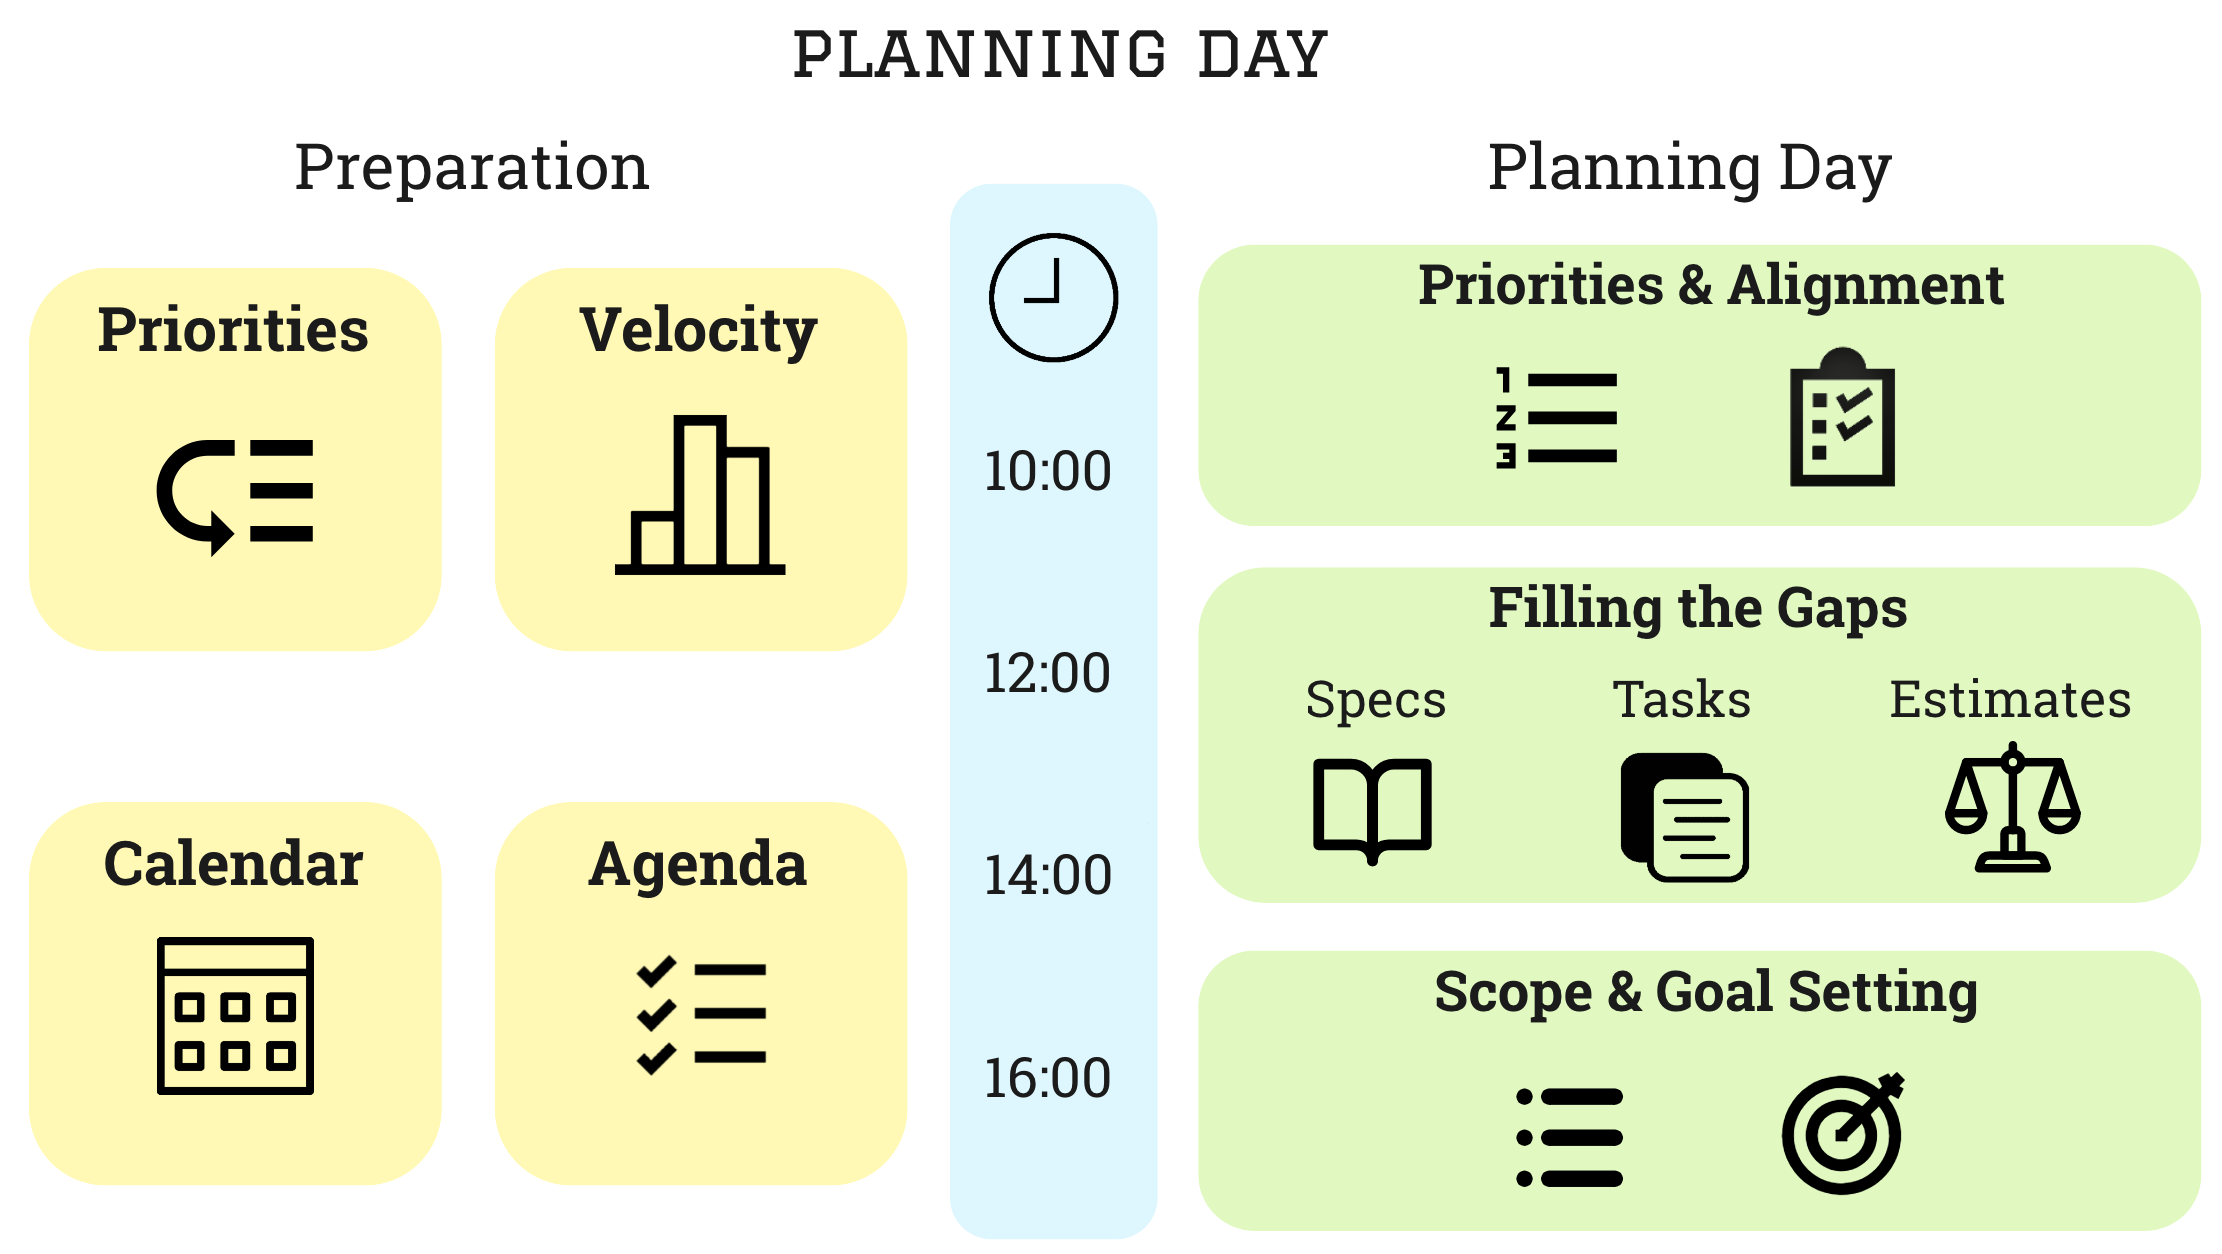 PLANNING DAY
Preparation
Priorities
Velocity
Calendar
Agenda
10:00
12:00
14:00
16:00
Planning Day
Priorities & Alignment
1
2
3
Filling the Gaps
Specs
Tasks
Estimates
Scope & Goal Setting